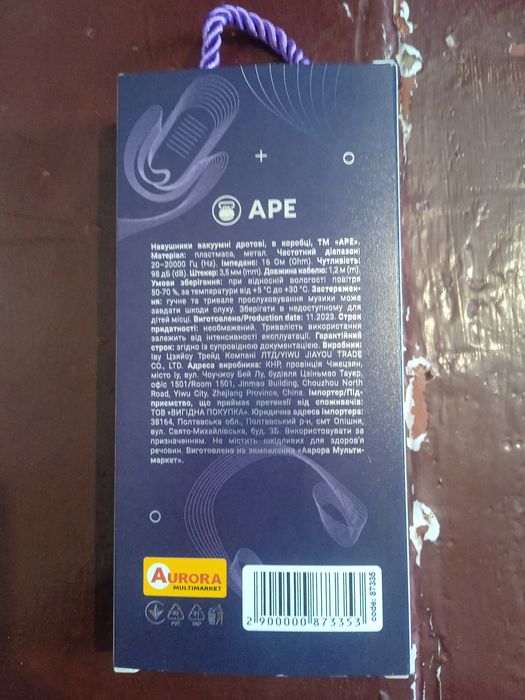 APE
Навушники вакуумні дротові, в коробці, ТМ «APE».
Матеріал: пластмаса, метал. Частотний діапазон:
20–20000 Гц (Hz). Імпеданс: 16 Ом (Ohm). Чутливість:
98 дБ (dB). Штекер: 3,5 мм (mm). Довжина кабелю: 1,2 м (m).
Умови зберігання: при відносній вологості повітря
50-70 %, за температури від +5 °С до +30 °С. Застережен-
ня: гучне та тривале прослуховування музики може
завдати шкоди слуху. Зберігати в недоступному для
дітей місці. Виготовлено/Production date: 11.2023. Строк
придатності: необмежений. Тривалість використання
залежить від інтенсивності експлуатації. Гарантійний
строк: згідно із супровідною документацією. Виробник:
Іву Цзяйоу Трейд Компані ЛТД/YIWU JIAYOU TRADE
CO., LTD. Адреса виробника: КНР, провінція Чжецзян,
місто Іу, вул. Чоучжоу Бей Лу, будівля Цзіньмао Тауер,
офіс 1501/Room 1501, Jinmao Building, Chouzhou North
Road, Yiwu City, Zhejiang Province, China. Імпортер/Під-
приємство, що приймає претензії від споживачів:
ТОВ «ВИГІДНА ПОКУПКА». Юридична адреса імпортера:
38164, Полтавська обл., Полтавський р-н, смт Опішня,
вул. Свято-Михайлівська, буд. 3Б. Використовувати за
призначенням. Не містить шкідливих для здоров'я
речовин. Виготовлено на замовлення «Аврора Мульти-
маркет».
AURORA
MULTIMARKET
PVC
PAP
2 900000 873353
code: 87335